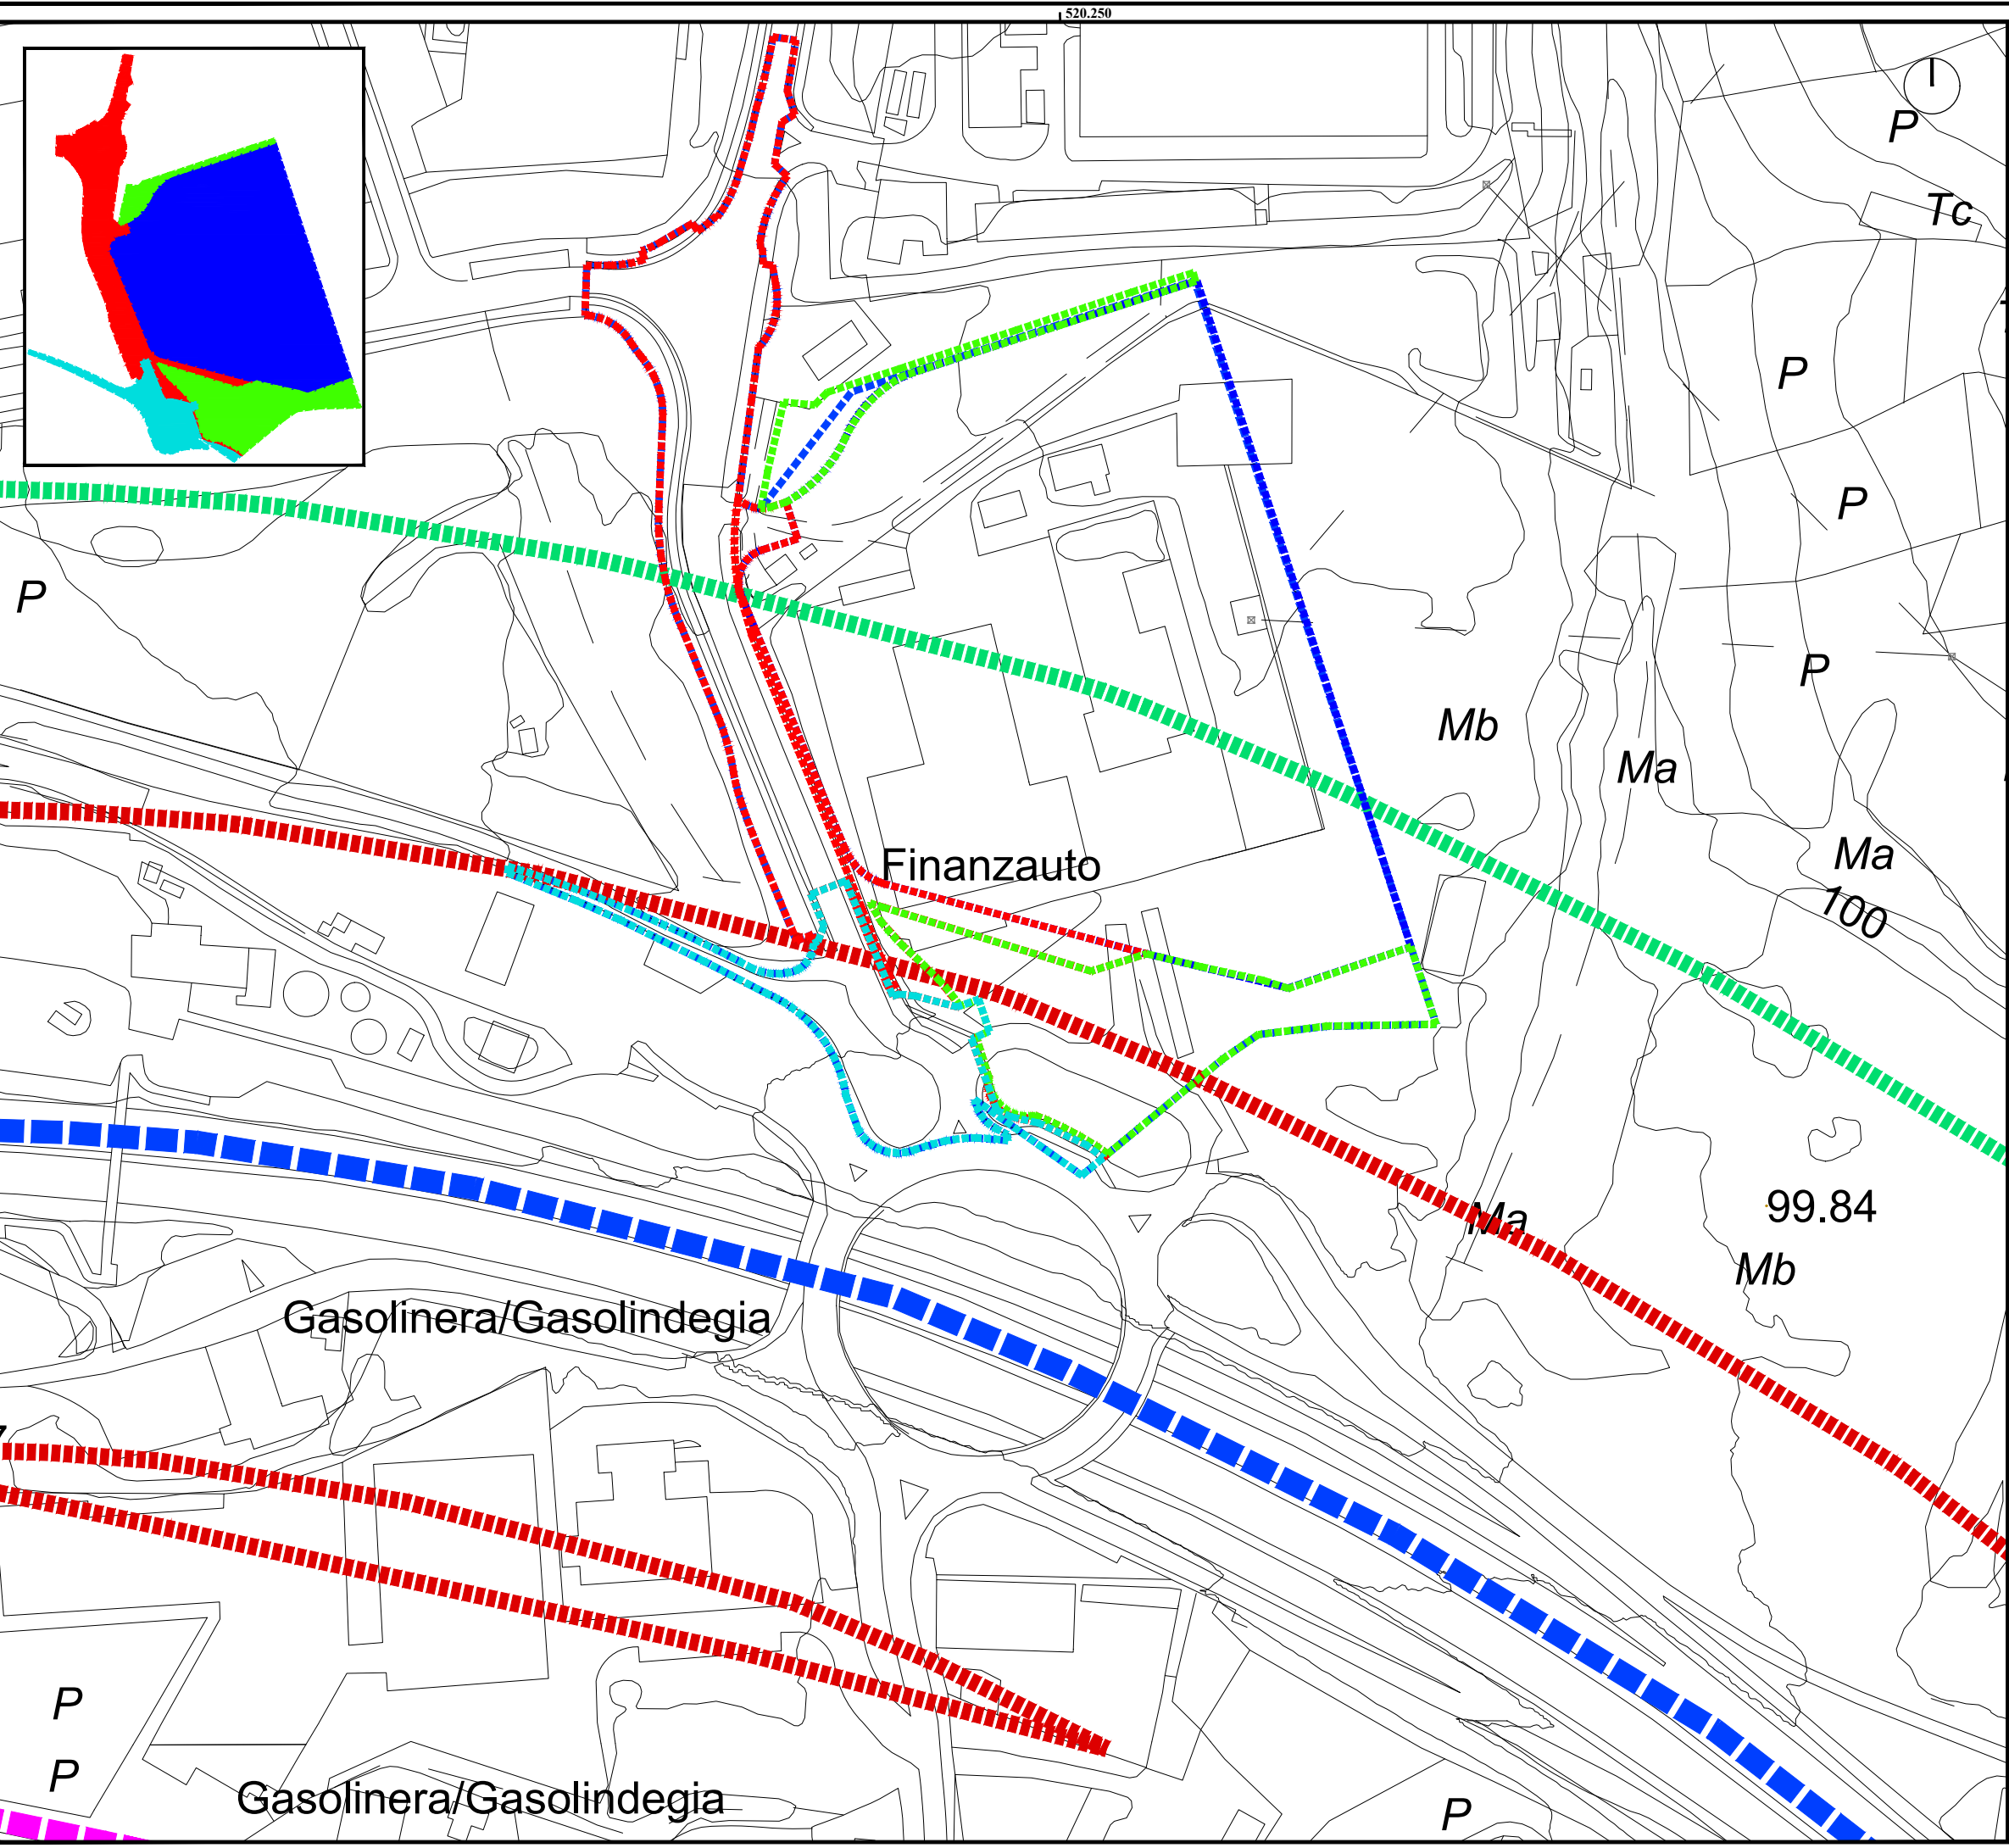 520.250
I
P
Tc
P
P
P
P
Mb
Ma
Ma
Finanzauto
100
Ma
99.84
Mb
Gasolinera/Gasolindegia
P
P
Gasolinera/Gasolindegia
P